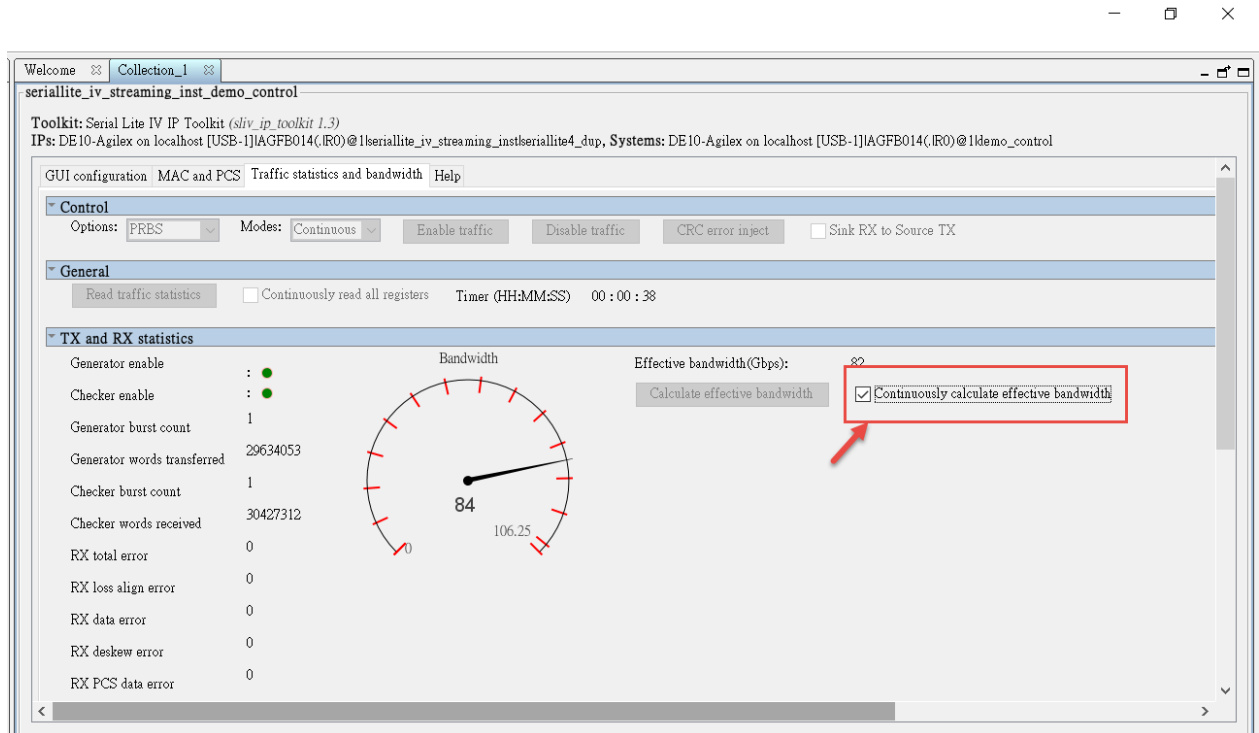 Welcome Collection_1
seriallite_iv_streaming_inst_demo_control
Toolkit: Serial Lite IV IP Toolkit (sliv_ip_toolkit 1.3)
IPs: DE10-Agilex on localhost [USB-1]|AGFB014(.|R0)@1|seriallite_iv_streaming_inst|seriallite4_dup, Systems: DE10-Agilex on localhost [USB-1]|AGFB014(.|R0)@1|demo_control
GUI configuration MAC and PCS Traffic statistics and bandwidth Help
Control
Options: PRBS Modes: Continuous Enable traffic Disable traffic CRC error inject Sink RX to Source TX
General
Read traffic statistics Continuously read all registers Timer (HH:MM:SS) 00 : 00 : 38
TX and RX statistics
Generator enable :
Checker enable :
Generator burst count 1
Generator words transferred 29634053
Checker burst count 1
Checker words received 30427312
RX total error 0
RX loss align error 0
RX data error 0
RX deskew error 0
RX PCS data error 0
Bandwidth
84
0
106.25
Effective bandwidth(Gbps): 82
Calculate effective bandwidth Continuously calculate effective bandwidth